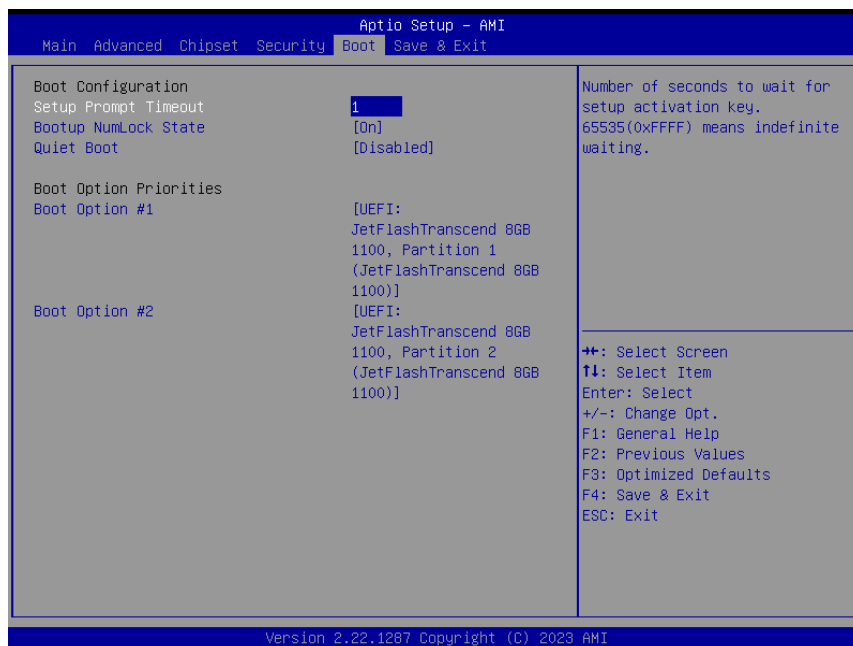 Aptio Setup – AMI
Main Advanced Chipset Security Boot Save & Exit
Boot Configuration
Setup Prompt Timeout 1
Bootup NumLock State [On]
Quiet Boot [Disabled]
Boot Option Priorities
Boot Option #1 [UEFI:
JetFlashTranscend 8GB
1100, Partition 1
(JetFlashTranscend 8GB
1100)]
Boot Option #2 [UEFI:
JetFlashTranscend 8GB
1100, Partition 2
(JetFlashTranscend 8GB
1100)]
Number of seconds to wait for
setup activation key.
65535(0xFFFF) means indefinite
waiting.
→←: Select Screen
↑↓: Select Item
Enter: Select
+/-: Change Opt.
F1: General Help
F2: Previous Values
F3: Optimized Defaults
F4: Save & Exit
ESC: Exit
Version 2.22.1287 Copyright (C) 2023 AMI